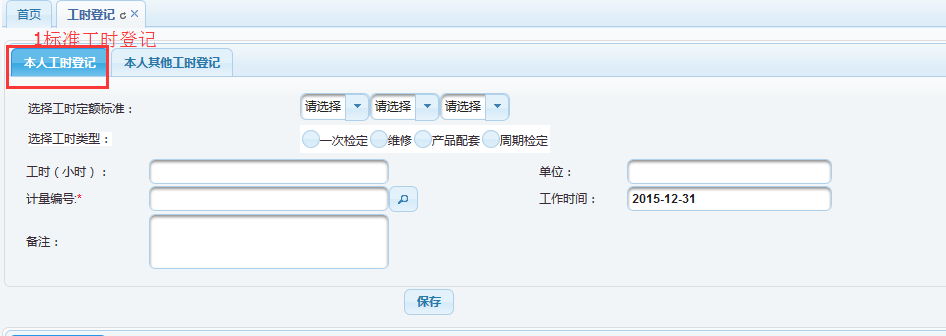 首页 工时登记
1标准工时登记
本人工时登记 本人其他工时登记
选择工时定额标准： 请选择 请选择 请选择
选择工时类型： 一次检定 维修 产品配套 周期检定
工时（小时）： 单位：
计量编号:* 工作时间： 2015-12-31
备注：
保存